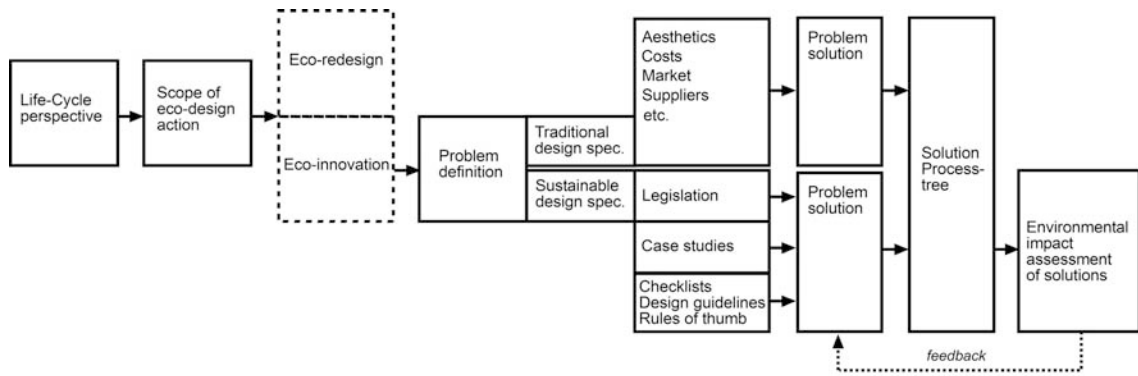 Life-Cycle
perspective
Scope of
eco-design
action
Eco-redesign
Eco-innovation
Problem
definition
Traditional
design spec.
Sustainable
design spec.
Aesthetics
Costs
Market
Suppliers
etc.
Legislation
Case studies
Checklists
Design guidelines
Rules of thumb
Problem
solution
Problem
solution
Solution
Process-
tree
Environmental
impact
assessment
of solutions
feedback